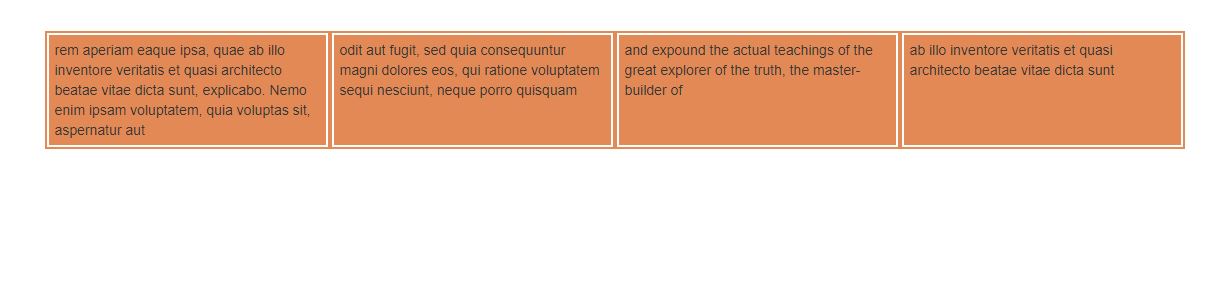 rem aperiam eaque ipsa, quae ab illo
inventore veritatis et quasi architecto
beatae vitae dicta sunt, explicabo. Nemo
enim ipsam voluptatem, quia voluptas sit,
aspernatur aut
odit aut fugit, sed quia consequuntur
magni dolores eos, qui ratione voluptatem
sequi nesciunt, neque porro quisquam
and expound the actual teachings of the
great explorer of the truth, the master-
builder of
ab illo inventore veritatis et quasi
architecto beatae vitae dicta sunt